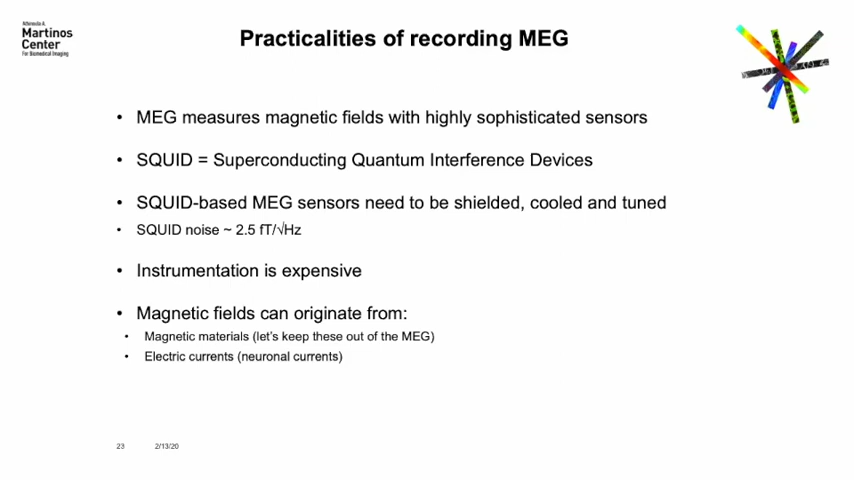 Athinoula A.
Martinos
Center
For Biomedical Imaging
Practicalities of recording MEG
• MEG measures magnetic fields with highly sophisticated sensors
• SQUID = Superconducting Quantum Interference Devices
• SQUID-based MEG sensors need to be shielded, cooled and tuned
• SQUID noise ~ 2.5 fT/√Hz
• Instrumentation is expensive
• Magnetic fields can originate from:
• Magnetic materials (let's keep these out of the MEG)
• Electric currents (neuronal currents)
23 2/13/20